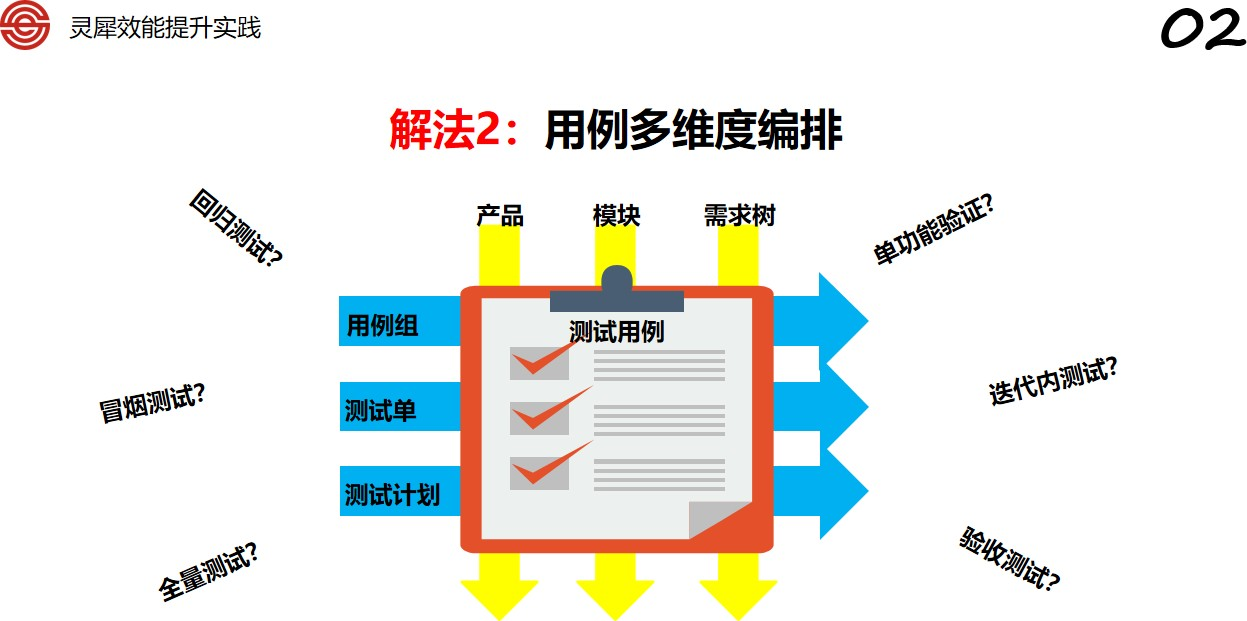 灵犀效能提升实践
02
解法2：用例多维度编排
回归测试?
产品
模块
需求树
单功能验证?
用例组
测试用例
冒烟测试?
测试单
迭代内测试?
测试计划
全量测试?
验收测试?